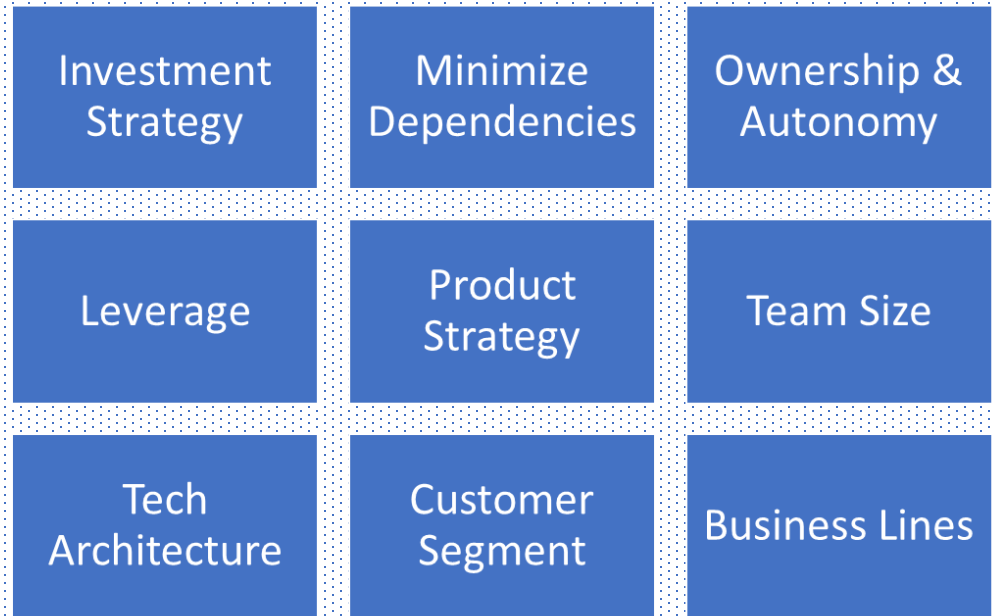 Investment
Strategy
Minimize
Dependencies
Ownership &
Autonomy
Leverage
Product
Strategy
Team Size
Tech
Architecture
Customer
Segment
Business Lines